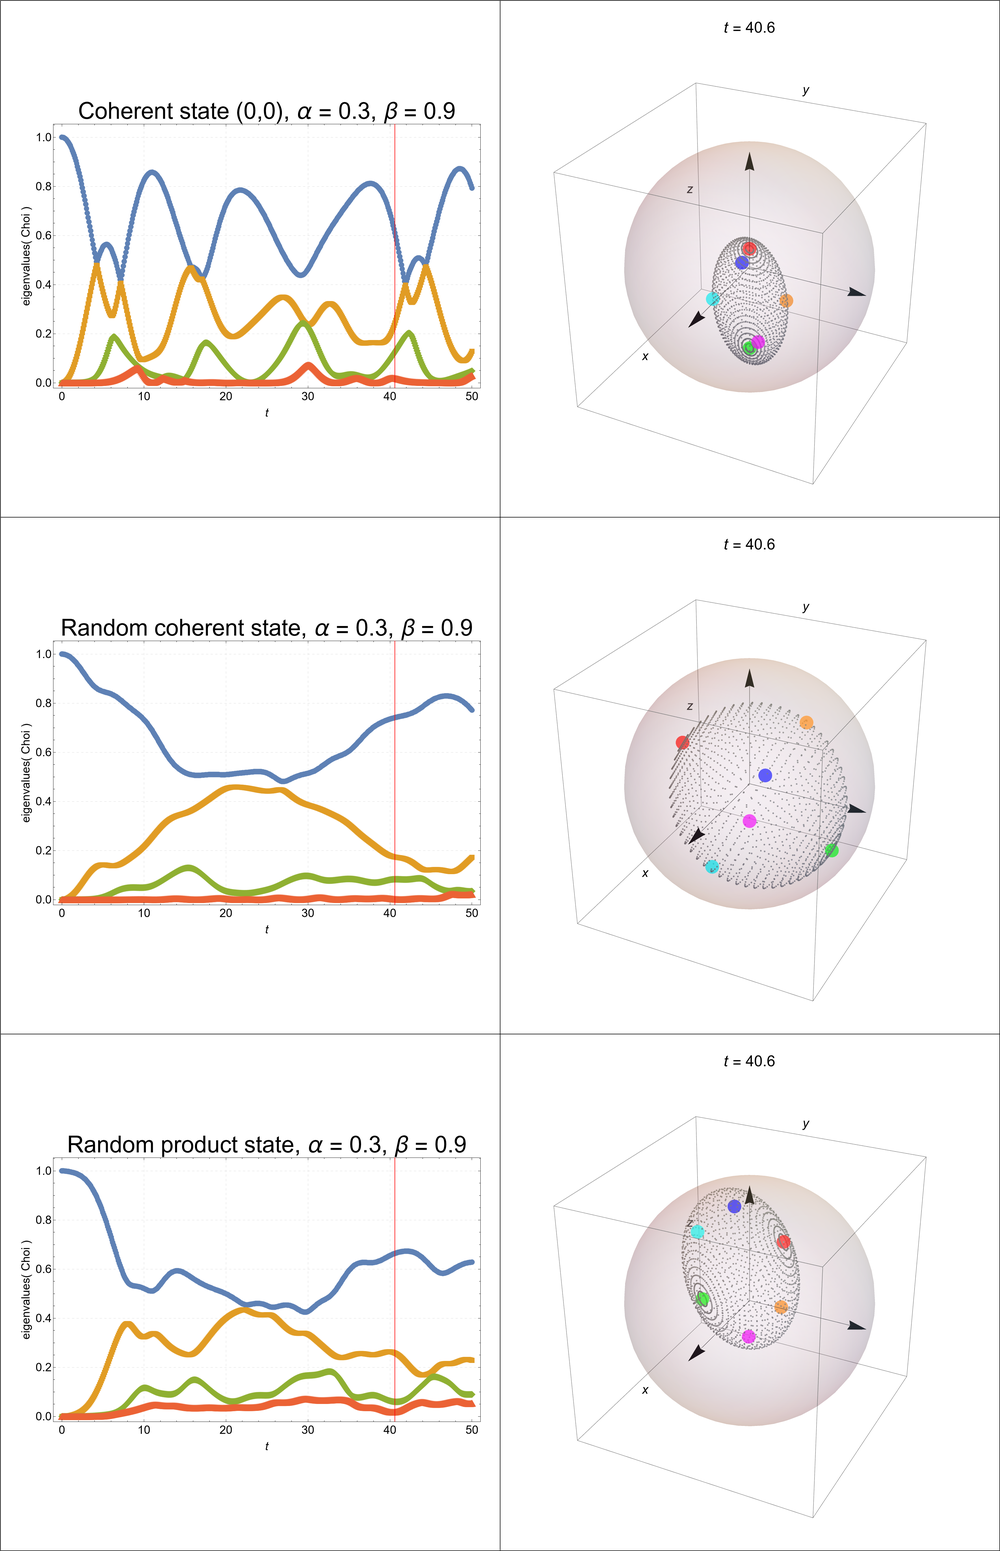 t = 40.6
Coherent state (0,0), α = 0.3, β = 0.9
eigenvalues( Choi )
1.0
0.8
0.6
0.4
0.2
0.0
0 10 20 30 40 50
t
y
z
x
t = 40.6
Random coherent state, α = 0.3, β = 0.9
eigenvalues( Choi )
1.0
0.8
0.6
0.4
0.2
0.0
0 10 20 30 40 50
t
y
z
x
t = 40.6
Random product state, α = 0.3, β = 0.9
eigenvalues( Choi )
1.0
0.8
0.6
0.4
0.2
0.0
0 10 20 30 40 50
t
y
z
x